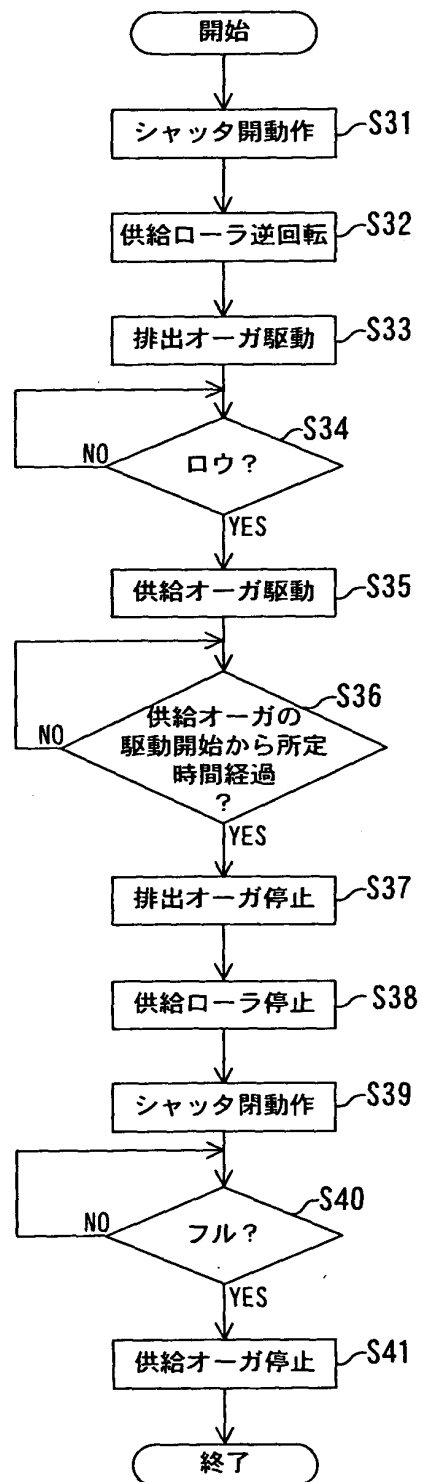 開始
シャッタ開動作
S31
供給ローラ逆回転
S32
排出オーガ駆動
S33
ロウ?
S34
NO
YES
供給オーガ駆動
S35
供給オーガの
駆動開始から所定
時間経過
?
S36
NO
YES
排出オーガ停止
S37
供給ローラ停止
S38
シャッタ閉動作
S39
フル?
S40
NO
YES
供給オーガ停止
S41
終了